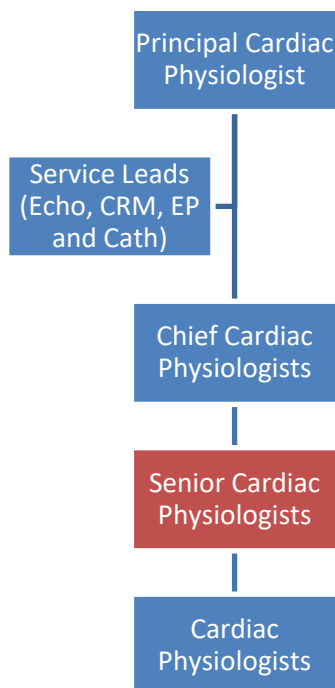 Principal Cardiac
Physiologist
Service Leads
(Echo, CRM, EP
and Cath)
Chief Cardiac
Physiologists
Senior Cardiac
Physiologists
Cardiac
Physiologists